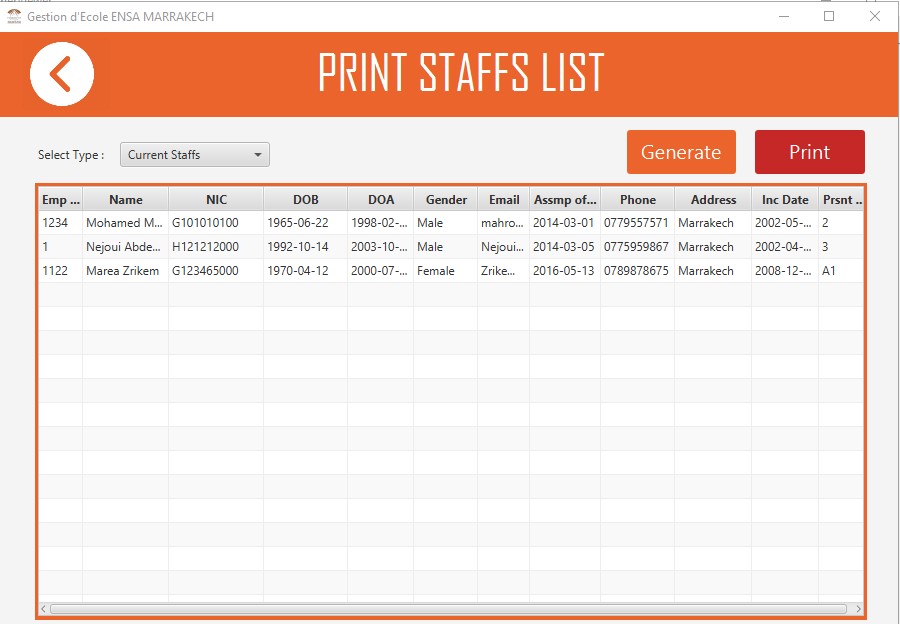 Gestion d'Ecole ENSA MARRAKECH
PRINT STAFFS LIST
Select Type : Current Staffs Generate Print
Emp ... Name NIC DOB DOA Gender Email Assmp of... Phone Address Inc Date Prsnt ..
1234 Mohamed M... G101010100 1965-06-22 1998-02-... Male mahro... 2014-03-01 0779557571 Marrakech 2002-05-... 2
1 Nejoui Abde... H121212000 1992-10-14 2003-10-... Male Nejoui... 2014-03-05 0775959867 Marrakech 2002-04-... 3
1122 Marea Zrikem G123465000 1970-04-12 2000-07-... Female Zrike... 2016-05-13 0789878675 Marrakech 2008-12-... A1